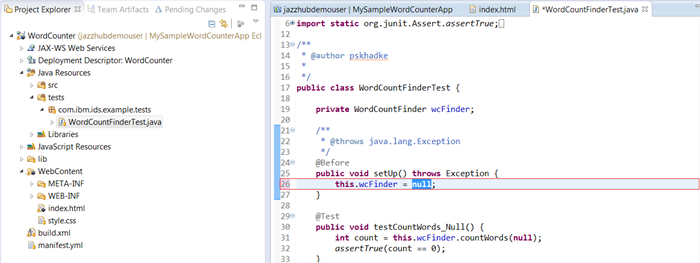 Project Explorer
Team Artifacts
Pending Changes
WordCounter
JAX-WS Web Services
Deployment Descriptor: WordCounter
Java Resources
src
tests
com.ibm.ids.example.tests
WordCountFinderTest.java
Libraries
JavaScript Resources
lib
WebContent
META-INF
WEB-INF
index.html
style.css
build.xml
manifest.yml
jazzhubdemouser | MySampleWordCounterApp
index.html
*WordCountFinderTest.java
jazzhubdemouser | MySampleWordCounterApp Ecl
6 import static org.junit.Assert.assertTrue;
12
13 /**
14 * @author pskhadke
15 *
16 */
17 public class WordCountFinderTest {
18
19 private WordCountFinder wcFinder;
20
21 /**
22 * @throws java.lang.Exception
23 */
24 @Before
25 public void setUp() throws Exception {
26 this.wcFinder = null;
27 }
28
29 @Test
30 public void testCountWords_Null() {
31 int count = this.wcFinder.countWords(null);
32 assertTrue(count == 0);
33 }